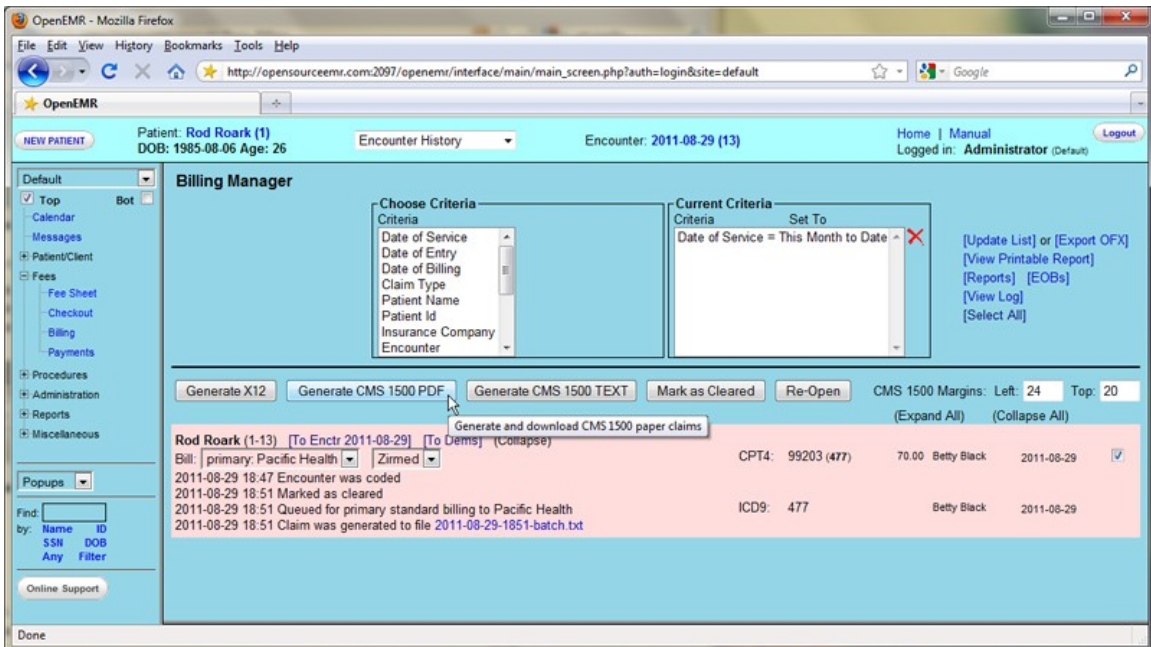 OpenEMR - Mozilla Firefox
File Edit View History Bookmarks Tools Help
http://opensourceemr.com:2097/openemr/interface/main/main_screen.php?auth=login&site=default
Google
OpenEMR
NEW PATIENT
Patient: Rod Roark (1)
DOB: 1985-08-06 Age: 26
Encounter History
Encounter: 2011-08-29 (13)
Home | Manual
Logged in: Administrator (Default)
Logout
Default
Top Bot
Calendar
Messages
Patient/Client
Fees
Fee Sheet
Checkout
Billing
Payments
Procedures
Administration
Reports
Miscellaneous
Popups
Find:
by: Name ID
SSN DOB
Any Filter
Online Support
Billing Manager
Choose Criteria
Criteria
Date of Service
Date of Entry
Date of Billing
Claim Type
Patient Name
Patient Id
Insurance Company
Encounter
Current Criteria
Criteria Set To
Date of Service = This Month to Date
[Update List] or [Export OFX]
[View Printable Report]
[Reports] [EOBs]
[View Log]
[Select All]
Generate X12 Generate CMS 1500 PDF Generate CMS 1500 TEXT Mark as Cleared Re-Open CMS 1500 Margins: Left: 24 Top: 20
(Expand All) (Collapse All)
Generate and download CMS 1500 paper claims
Rod Roark (1-13) [To Enctr 2011-08-29] [To Dems] (Collapse)
Bill: primary: Pacific Health Zirmed CPT4: 99203 (477) 70.00 Betty Black 2011-08-29
2011-08-29 18:47 Encounter was coded
2011-08-29 18:51 Marked as cleared
2011-08-29 18:51 Queued for primary standard billing to Pacific Health ICD9: 477 Betty Black 2011-08-29
2011-08-29 18:51 Claim was generated to file 2011-08-29-1851-batch.txt
Done